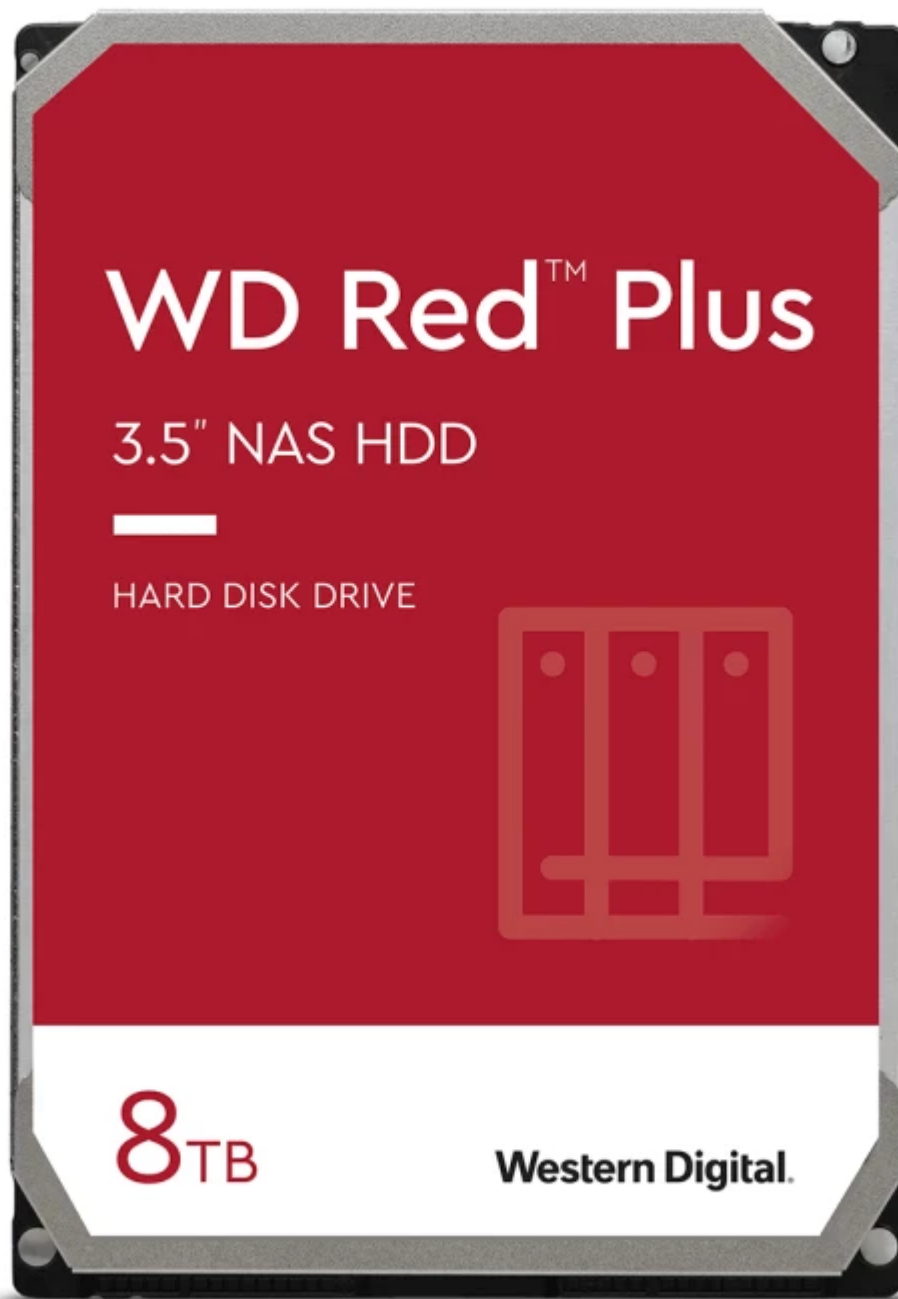 WD Red™ Plus
3.5" NAS HDD
HARD DISK DRIVE
8TB
Western Digital.